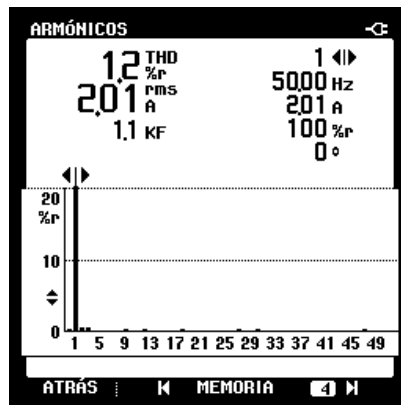 ARMÓNICOS
1,2 THD %r
2,01 rms A
1,1 KF
1
50,00 Hz
2,01 A
100 %r
0 °
20
%r
10
0
1 5 9 13 17 21 25 29 33 37 41 45 49
ATRÁS MEMORIA 4